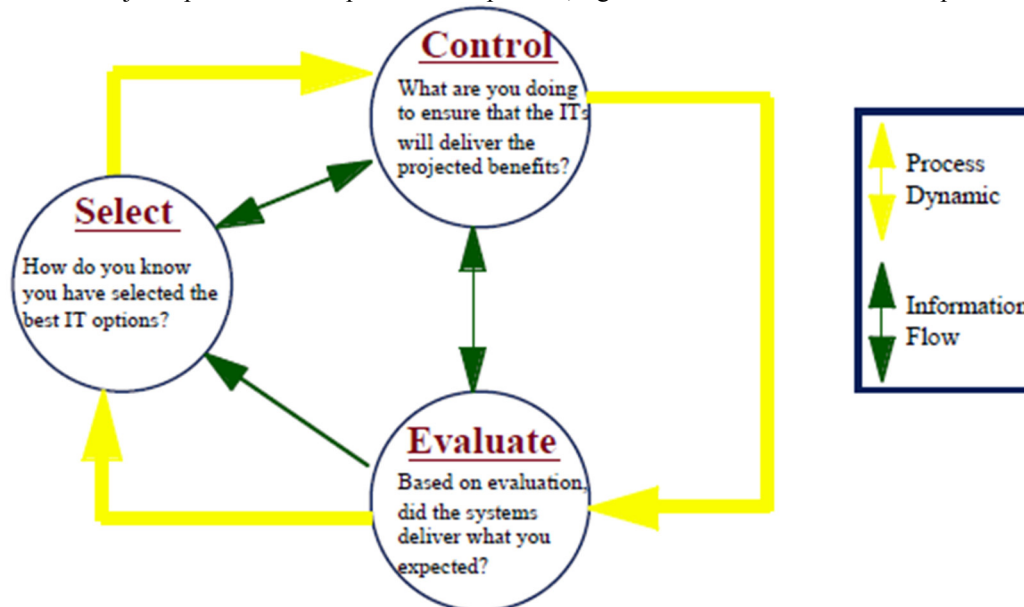 Control
What are you doing
to ensure that the ITs
will deliver the
projected benefits?
Select
How do you know
you have selected the
best IT options?
Evaluate
Based on evaluation,
did the systems
deliver what you
expected?
Process
Dynamic
Information
Flow